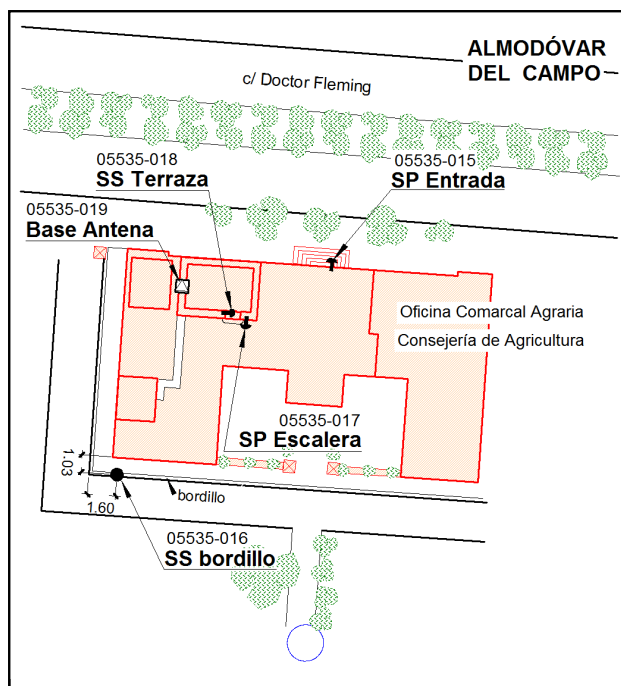 ALMODÓVAR
DEL CAMPO
c/ Doctor Fleming
05535-018
SS Terraza
05535-015
SP Entrada
05535-019
Base Antena
Oficina Comarcal Agraria
Consejería de Agricultura
05535-017
SP Escalera
1.03
1.60
bordillo
05535-016
SS bordillo